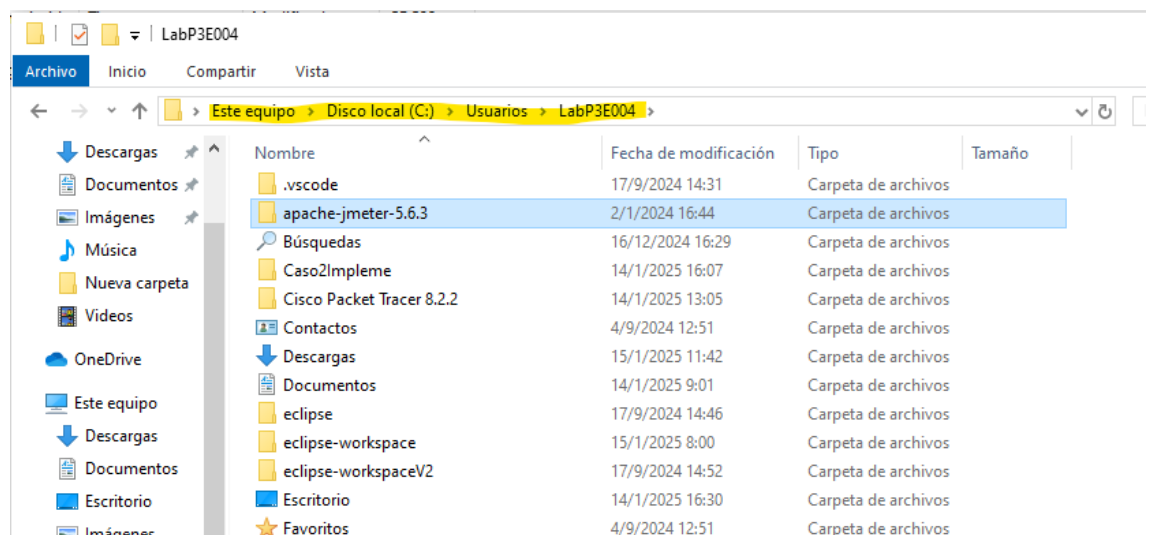 LabP3E004
Archivo Inicio Compartir Vista
Este equipo > Disco local (C:) > Usuarios > LabP3E004 >
Descargas
Documentos
Imágenes
Música
Nueva carpeta
Videos
OneDrive
Este equipo
Descargas
Documentos
Escritorio
Imágenes
Nombre Fecha de modificación Tipo Tamaño
.vscode 17/9/2024 14:31 Carpeta de archivos
apache-jmeter-5.6.3 2/1/2024 16:44 Carpeta de archivos
Búsquedas 16/12/2024 16:29 Carpeta de archivos
Caso2Impleme 14/1/2025 16:07 Carpeta de archivos
Cisco Packet Tracer 8.2.2 14/1/2025 13:05 Carpeta de archivos
Contactos 4/9/2024 12:51 Carpeta de archivos
Descargas 15/1/2025 11:42 Carpeta de archivos
Documentos 14/1/2025 9:01 Carpeta de archivos
eclipse 17/9/2024 14:46 Carpeta de archivos
eclipse-workspace 15/1/2025 8:00 Carpeta de archivos
eclipse-workspaceV2 17/9/2024 14:52 Carpeta de archivos
Escritorio 14/1/2025 16:30 Carpeta de archivos
Favoritos 4/9/2024 12:51 Carpeta de archivos